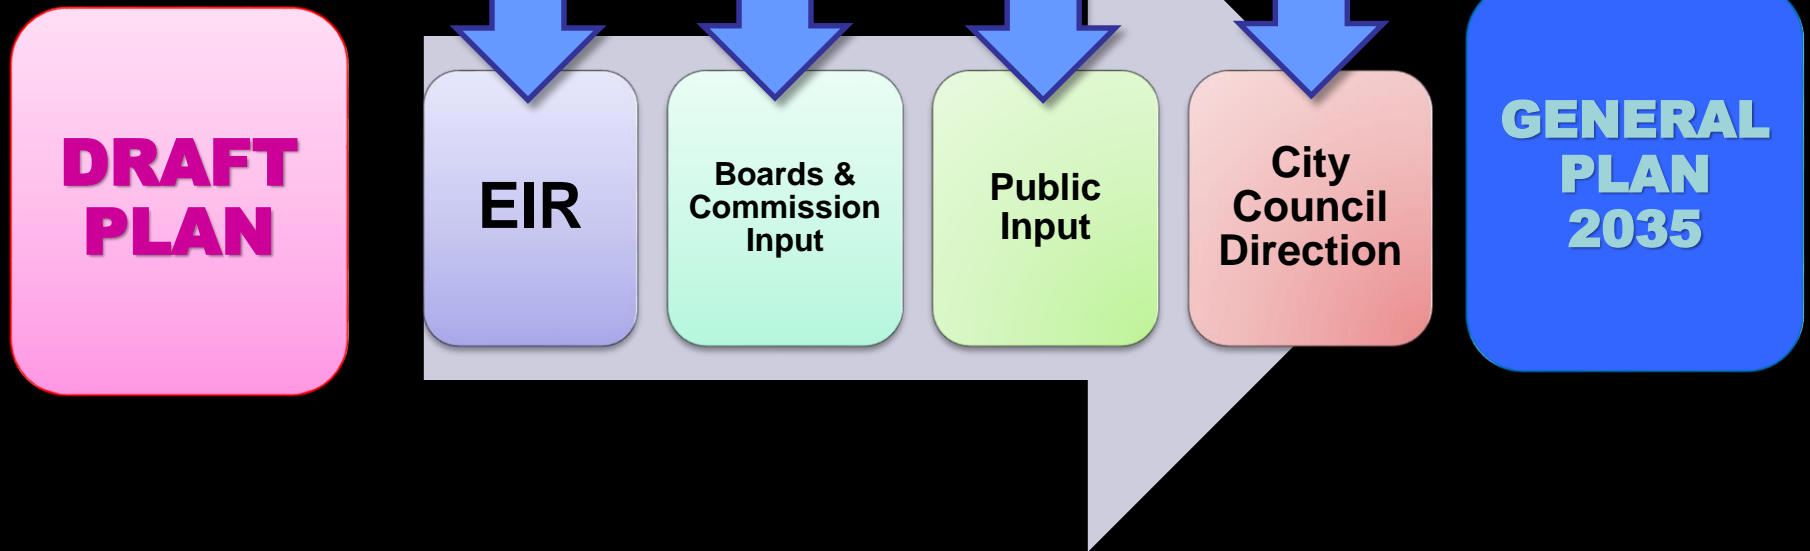 DRAFT
PLAN
EIR
Boards &
Commission
Input
Public
Input
City
Council
Direction
GENERAL
PLAN
2035